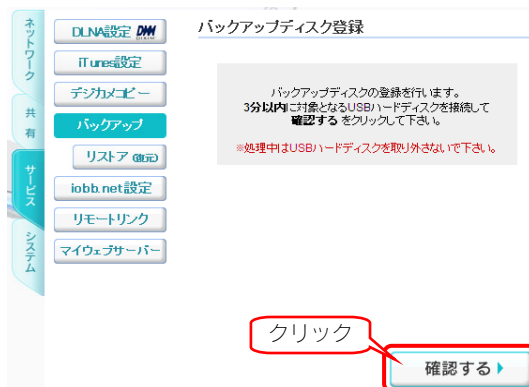 ネットワーク
共有
サービス
システム
DLNA設定
iTunes設定
デジカメコピー
バックアップ
リストア(復元)
iobb.net設定
リモートリンク
マイウェブサーバー
バックアップディスク登録
バックアップディスクの登録を行います。
3分以内に対象となるUSBハードディスクを接続して
確認する をクリックして下さい。
※処理中はUSBハードディスクを取り外さないで下さい。
クリック
確認する